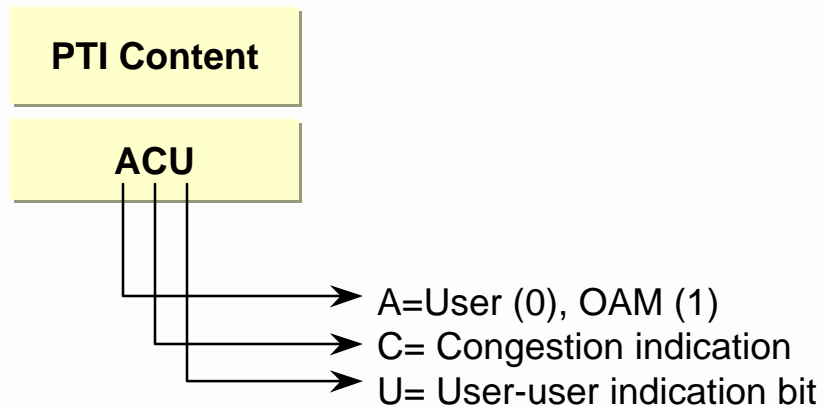 PTI Content
ACU
A=User (0), OAM (1)
C= Congestion indication
U= User-user indication bit